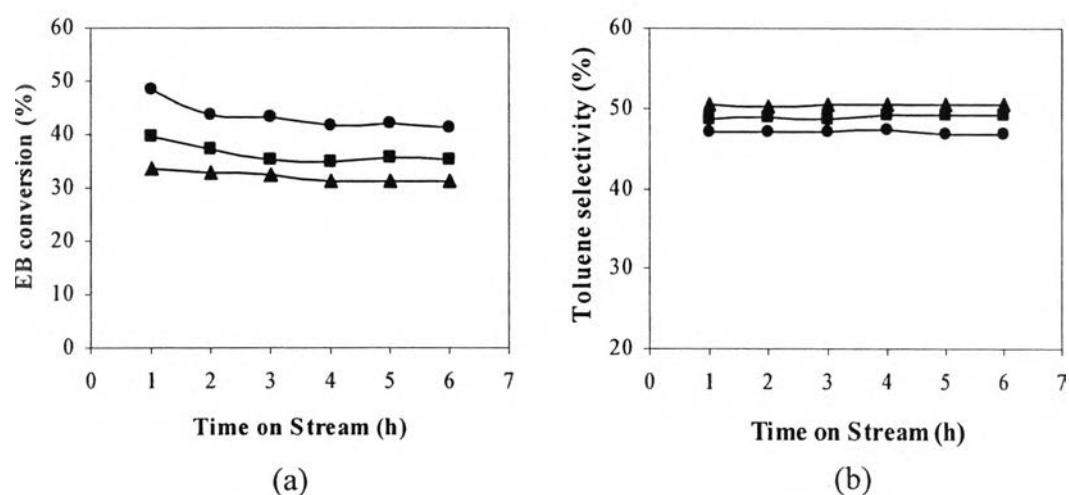 60
50
40
30
20
10
0
EB conversion (%)
0 1 2 3 4 5 6 7
Time on Stream (h)
(a)
60
50
40
30
20
Toluene selectivity (%)
0 1 2 3 4 5 6 7
Time on Stream (h)
(b)